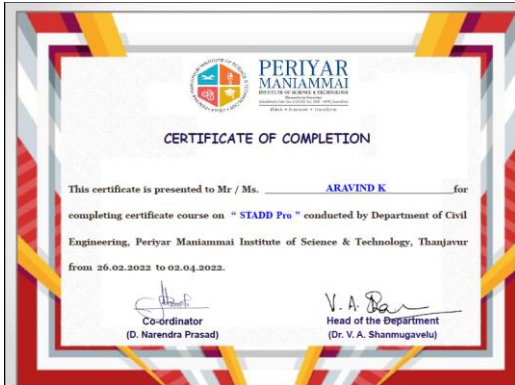 PERIYAR
MANIAMMAI
INSTITUTE OF SCIENCE & TECHNOLOGY
CERTIFICATE OF COMPLETION
This certificate is presented to Mr / Ms. ARAVIND K for
completing certificate course on “ STADD Pro ” conducted by Department of Civil
Engineering, Periyar Maniammai Institute of Science & Technology, Thanjavur
from 26.02.2022 to 02.04.2022.
V. A.
Co-ordinator
(D. Narendra Prasad)
Head of the Department
(Dr. V. A. Shanmugavelu)